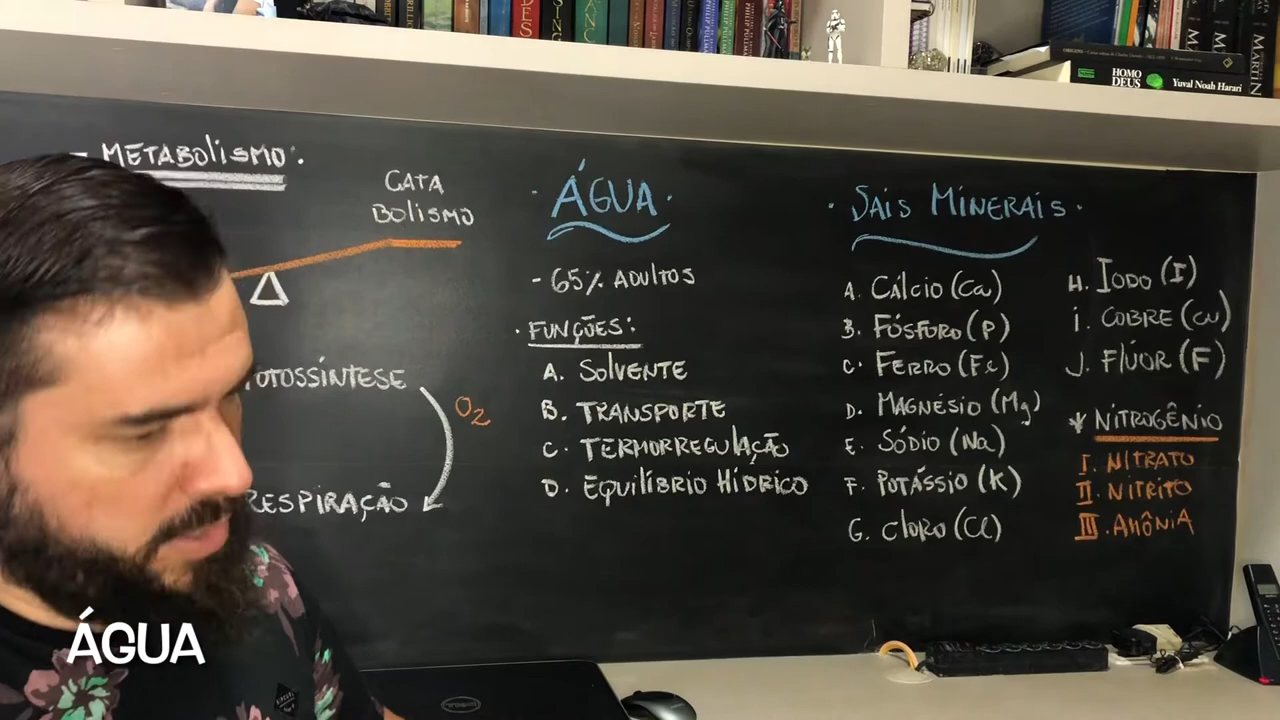 HOMO
DEUS
Yuval Noah Harari
MARTIN
- METABOLISMO:
CATA
BOLISMO
FOTOSSÍNTESE
O2
RESPIRAÇÃO
· ÁGUA ·
- 65% ADULTOS
· FUNÇÕES:
A. SOLVENTE
B. TRANSPORTE
C. TERMORREGULAÇÃO
D. EQUILÍBRIO HÍDRICO
· SAIS MINERAIS ·
A. CÁLCIO (Ca)
B. FÓSFORO (P)
C. FERRO (Fe)
D. MAGNÉSIO (Mg)
E. SÓDIO (Na)
F. POTÁSSIO (K)
G. CLORO (Cl)
H. IODO (I)
I. COBRE (Cu)
J. FLÚOR (F)
* NITROGÊNIO
I. NITRATO
II. NITRITO
III. AMÔNIA
ÁGUA